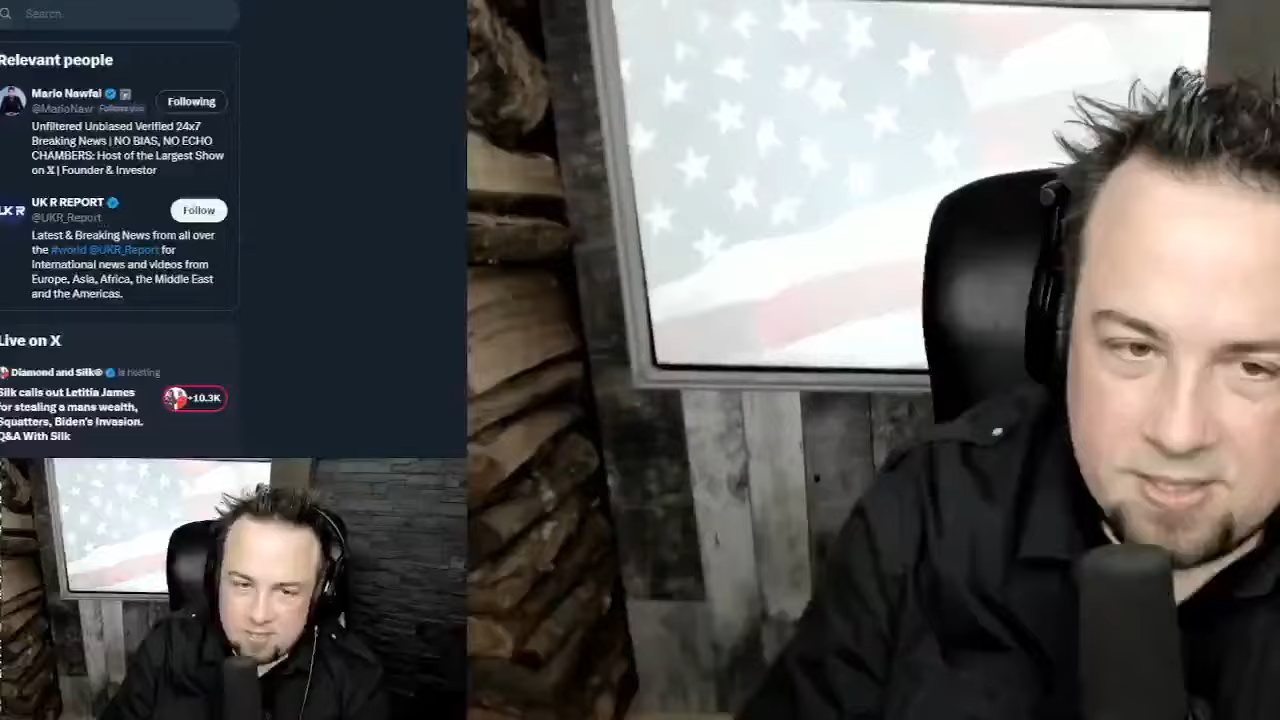 Search
Relevant people
Mario Nawfal
@MarioNaw Follows you
Following
Unfiltered Unbiased Verified 24x7
Breaking News | NO BIAS, NO ECHO
CHAMBERS: Host of the Largest Show
on X | Founder & Investor
UK R REPORT
@UKR_Report
Follow
Latest & Breaking News from all over
the #world @UKR_Report for
International news and videos from
Europe, Asia, Africa, the Middle East
and the Americas.
Live on X
Diamond and Silk® is hosting
Silk calls out Letitia James
for stealing a mans wealth,
Squatters, Biden's Invasion.
Q&A With Silk
+10.3K